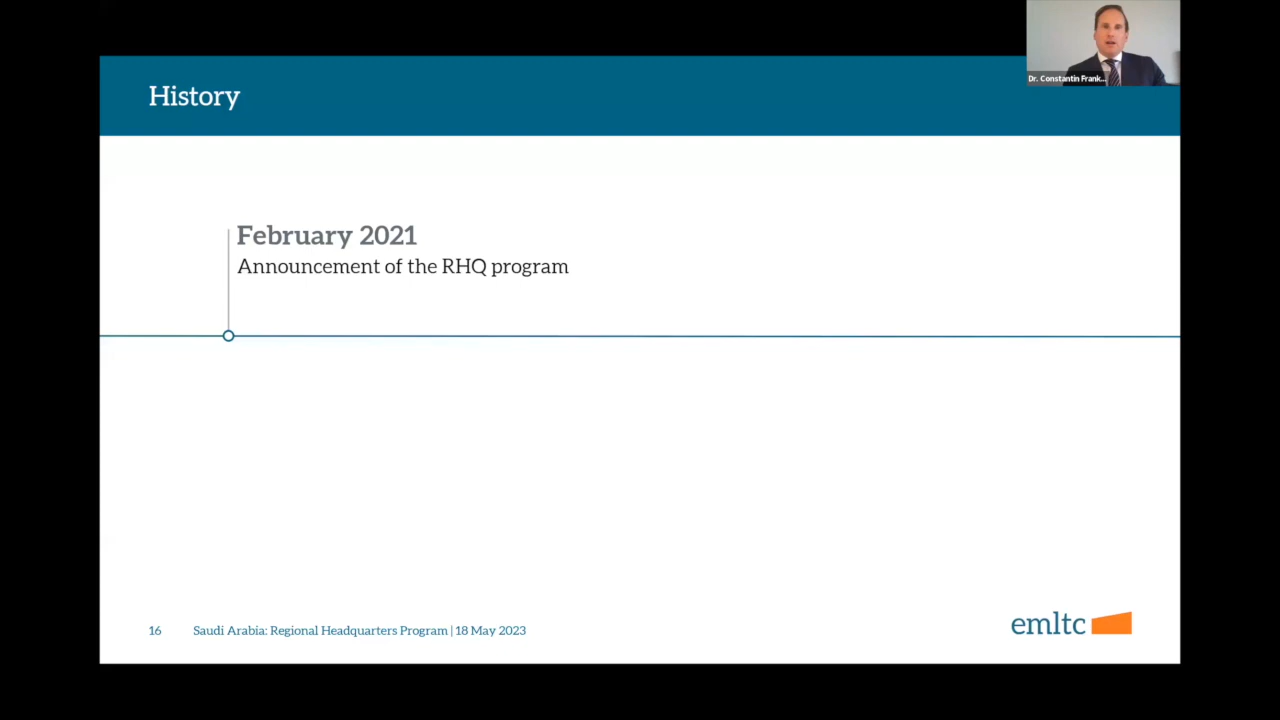 Dr. Constantin Frank...
History
February 2021
Announcement of the RHQ program
16 Saudi Arabia: Regional Headquarters Program | 18 May 2023
emltc